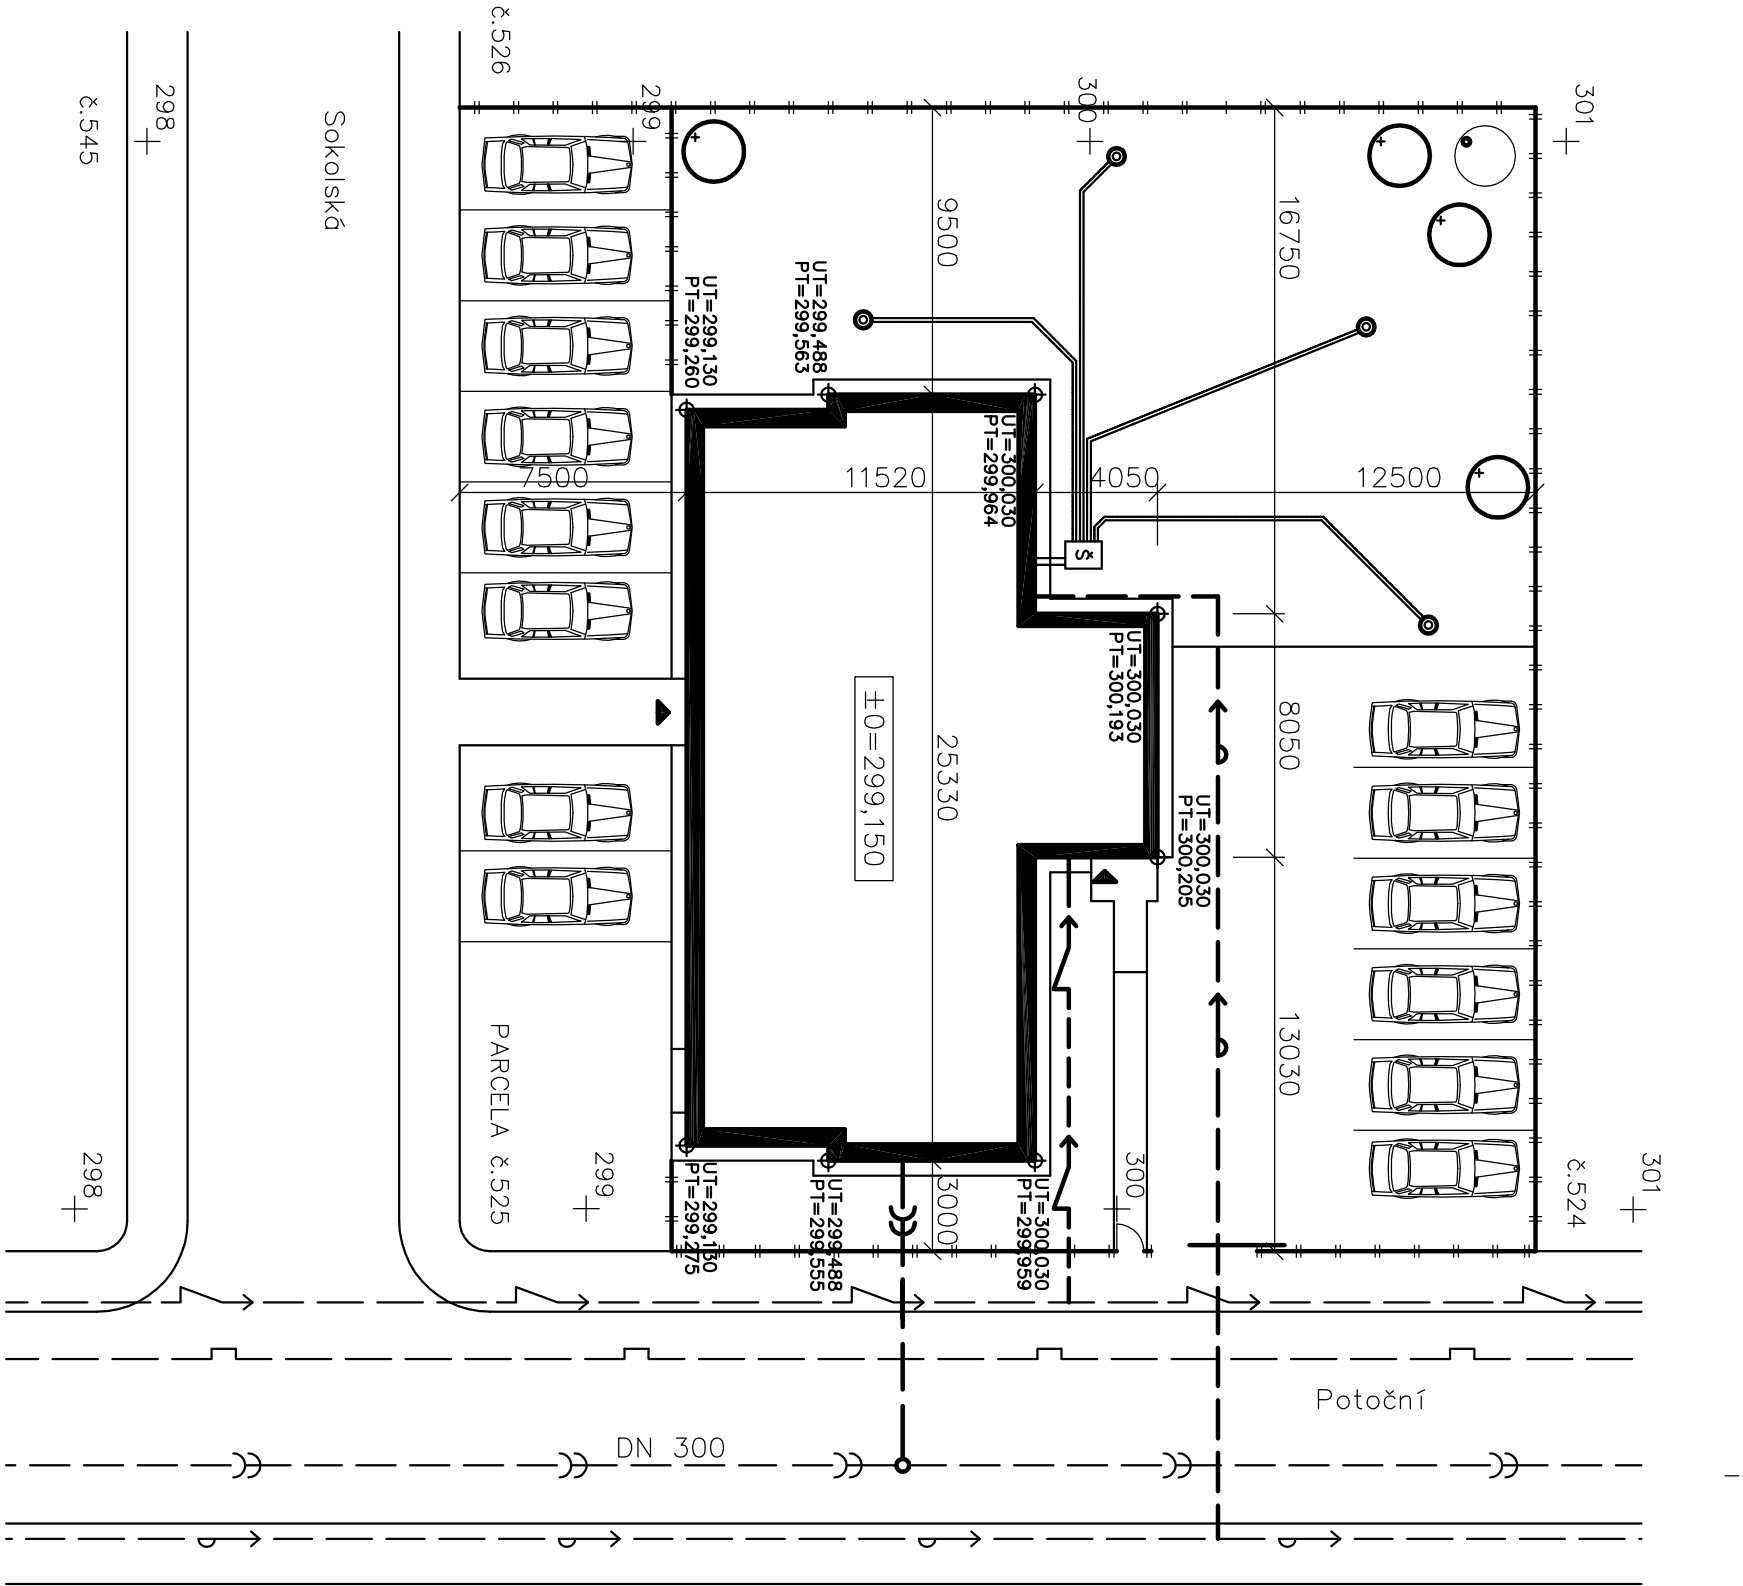 č.526
298
č.545
Sokolská
299
300
301
9500
16750
UT=299,130
PT=299,260
UT=299,488
PT=299,563
UT=300,030
PT=299,964
7500
11520
4050
12500
Š
UT=300,030
PT=300,193
±0=299,150
25330
8050
UT=300,030
PT=300,205
13030
PARCELA č.525
298
299
300
301
č.524
3000
UT=299,130
PT=299,275
UT=299,488
PT=299,555
UT=300,030
PT=299,959
Potoční
DN 300